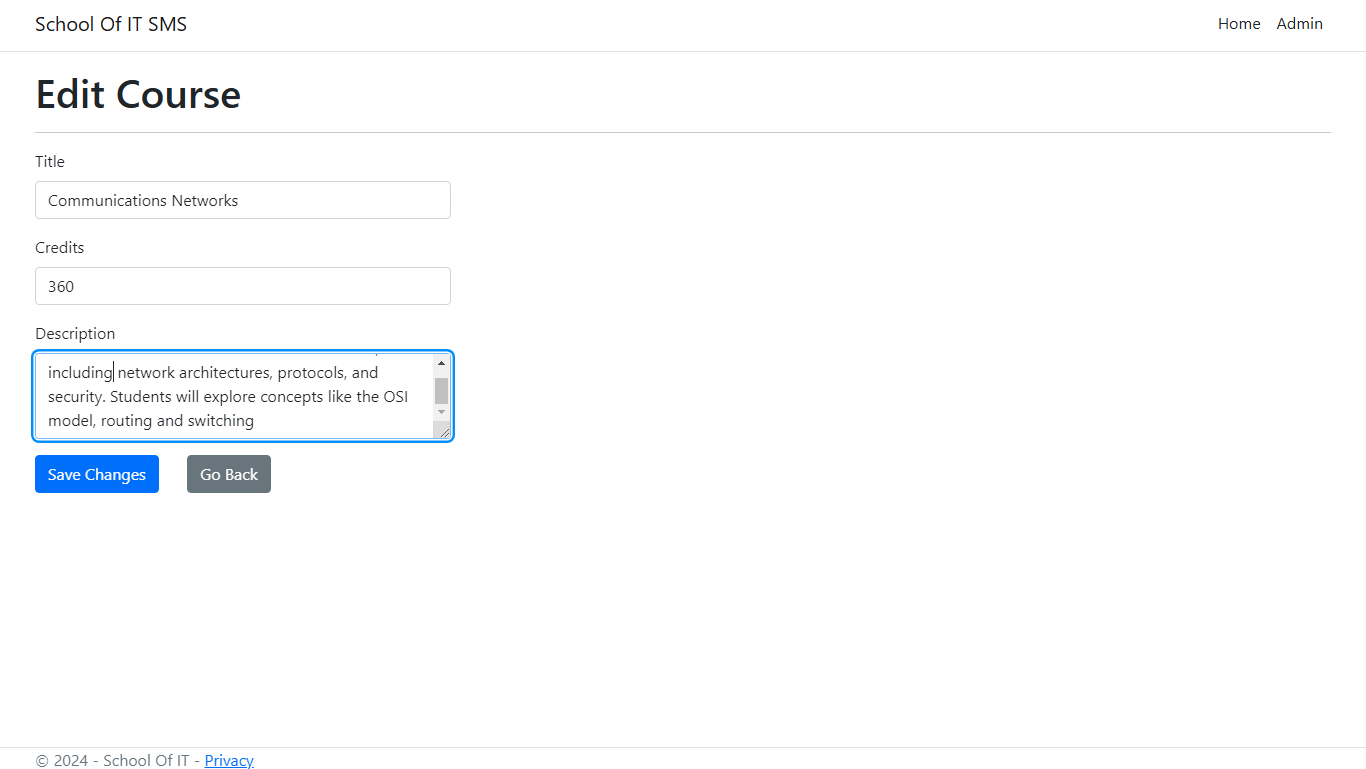 School Of IT SMS
Home Admin
Edit Course
Title
Communications Networks
Credits
360
Description
including network architectures, protocols, and
security. Students will explore concepts like the OSI
model, routing and switching
Save Changes Go Back
© 2024 - School Of IT - Privacy